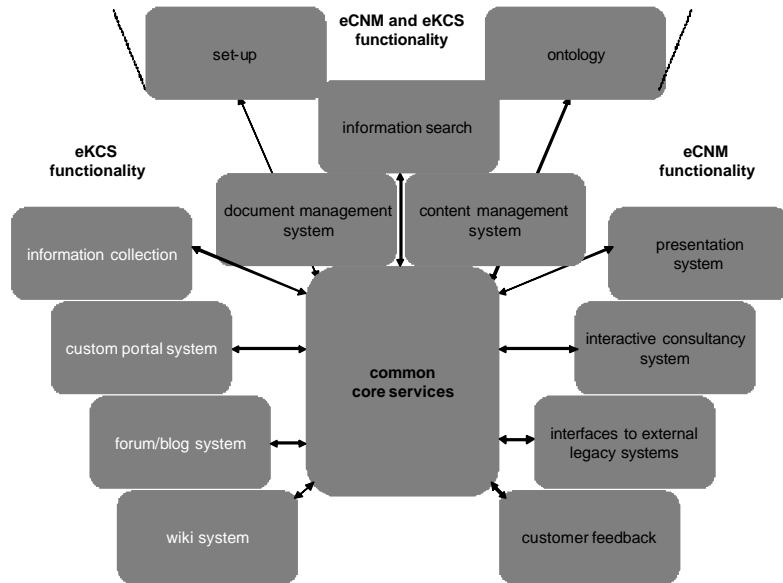 eCNM and eKCS
functionality
set-up
ontology
information search
eKCS
functionality
eCNM
functionality
document management
system
content management
system
information collection
presentation
system
custom portal system
interactive consultancy
system
common
core services
forum/blog system
interfaces to external
legacy systems
wiki system
customer feedback